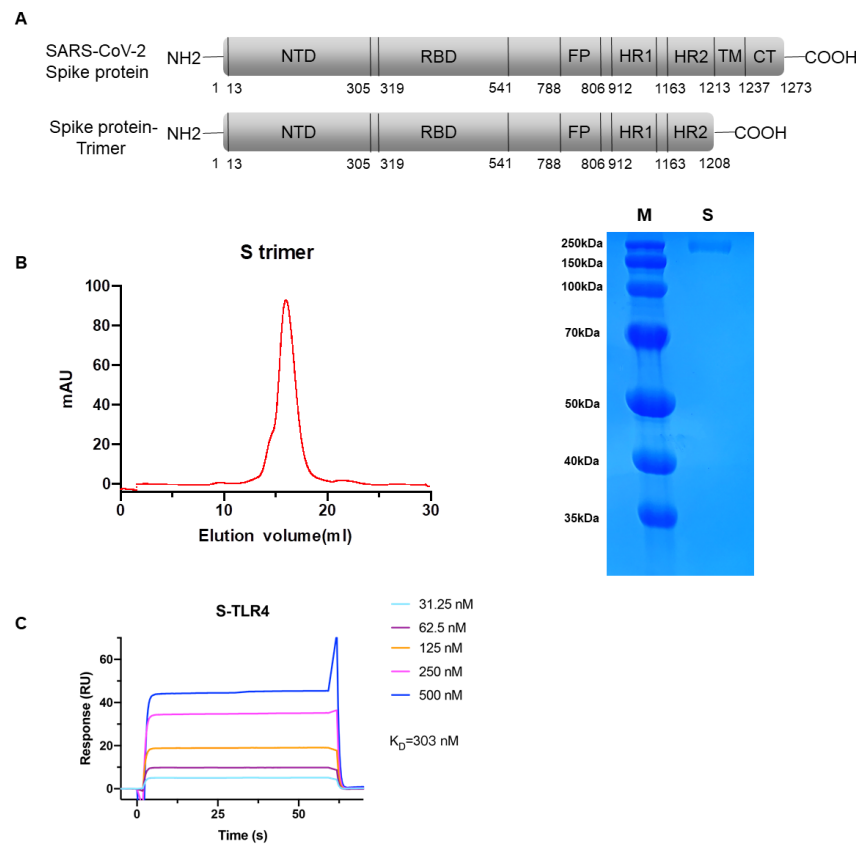 A
SARS-CoV-2
Spike protein
NH2
NTD
RBD
FP
HR1
HR2
TM
CT
COOH
1 13 305 319 541 788 806 912 1163 1213 1237 1273
Spike protein-
Trimer
NH2
NTD
RBD
FP
HR1
HR2
COOH
1 13 305 319 541 788 806 912 1163 1208
B
S trimer
mAU
100
80
60
40
20
0
0 10 20 30
Elution volume(ml)
M S
250kDa
150kDa
100kDa
70kDa
50kDa
40kDa
35kDa
C
S-TLR4
Response (RU)
60
40
20
0
0 25 50
Time (s)
31.25 nM
62.5 nM
125 nM
250 nM
500 nM
KD=303 nM